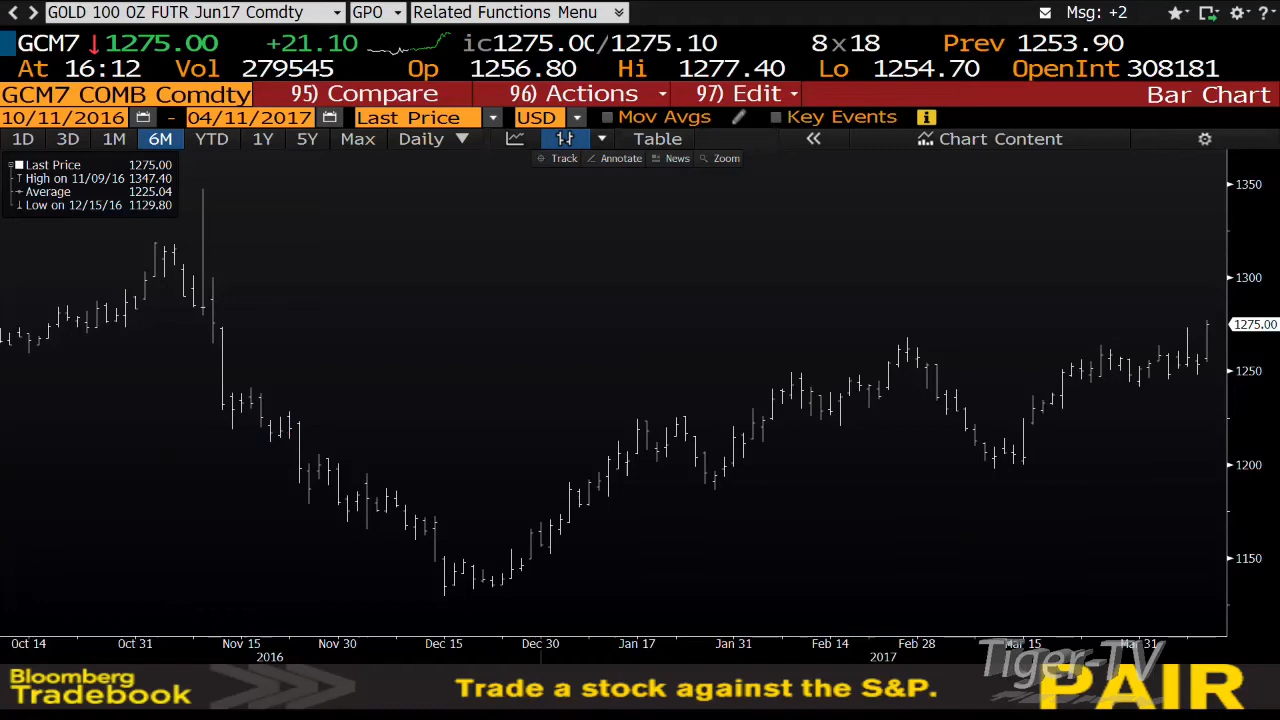 GOLD 100 OZ FUTR Jun17 Comdty GPO Related Functions Menu Msg: +2
GCM7 1275.00 +21.10 ic1275.00/1275.10 8x18 Prev 1253.90
At 16:12 Vol 279545 Op 1256.80 Hi 1277.40 Lo 1254.70 OpenInt 308181
GCM7 COMB Comdty 95) Compare 96) Actions 97) Edit Bar Chart
10/11/2016 - 04/11/2017 Last Price USD Mov Avgs Key Events
1D 3D 1M 6M YTD 1Y 5Y Max Daily Table Chart Content
Track Annotate News Zoom
Last Price 1275.00
High on 11/09/16 1347.40
Average 1225.04
Low on 12/15/16 1129.80
1350
1300
1275.00
1250
1200
1150
Oct 14 Oct 31 Nov 15 Nov 30 Dec 15 Dec 30 Jan 17 Jan 31 Feb 14 Feb 28 Mar 15 Mar 31
2016 2017
Tiger-TV
Bloomberg
Tradebook
Trade a stock against the S&P.
PAIR